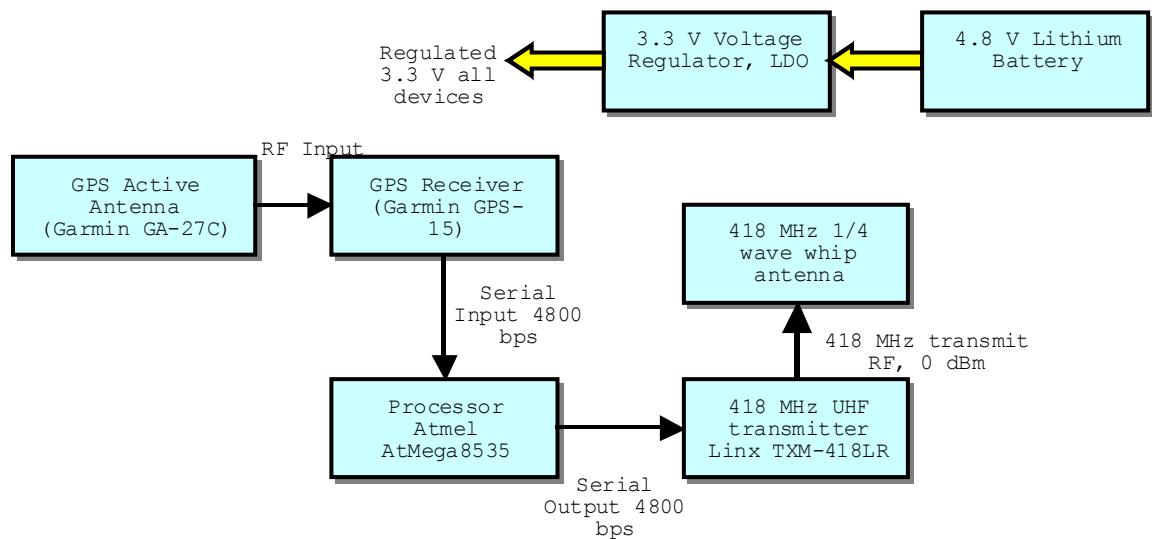 3.3 V Voltage
Regulator, LDO
4.8 V Lithium
Battery
Regulated
3.3 V all
devices
RF Input
GPS Active
Antenna
(Garmin GA-27C)
GPS Receiver
(Garmin GPS-
15)
418 MHz 1/4
wave whip
antenna
Serial
Input 4800
bps
418 MHz transmit
RF, 0 dBm
Processor
Atmel
AtMega8535
418 MHz UHF
transmitter
Linx TXM-418LR
Serial
Output 4800
bps